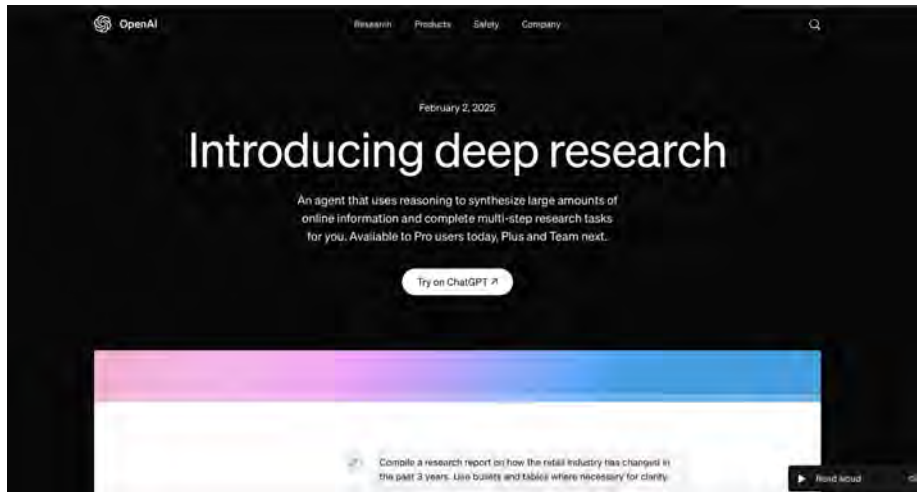 OpenAI
Research Products Safety Company
February 2, 2025
Introducing deep research
An agent that uses reasoning to synthesize large amounts of
online information and complete multi-step research tasks
for you. Available to Pro users today, Plus and Team next.
Try on ChatGPT ↗
Compile a research report on how the retail industry has changed in
the past 3 years. Use bullets and tables where necessary for clarity.
Read aloud